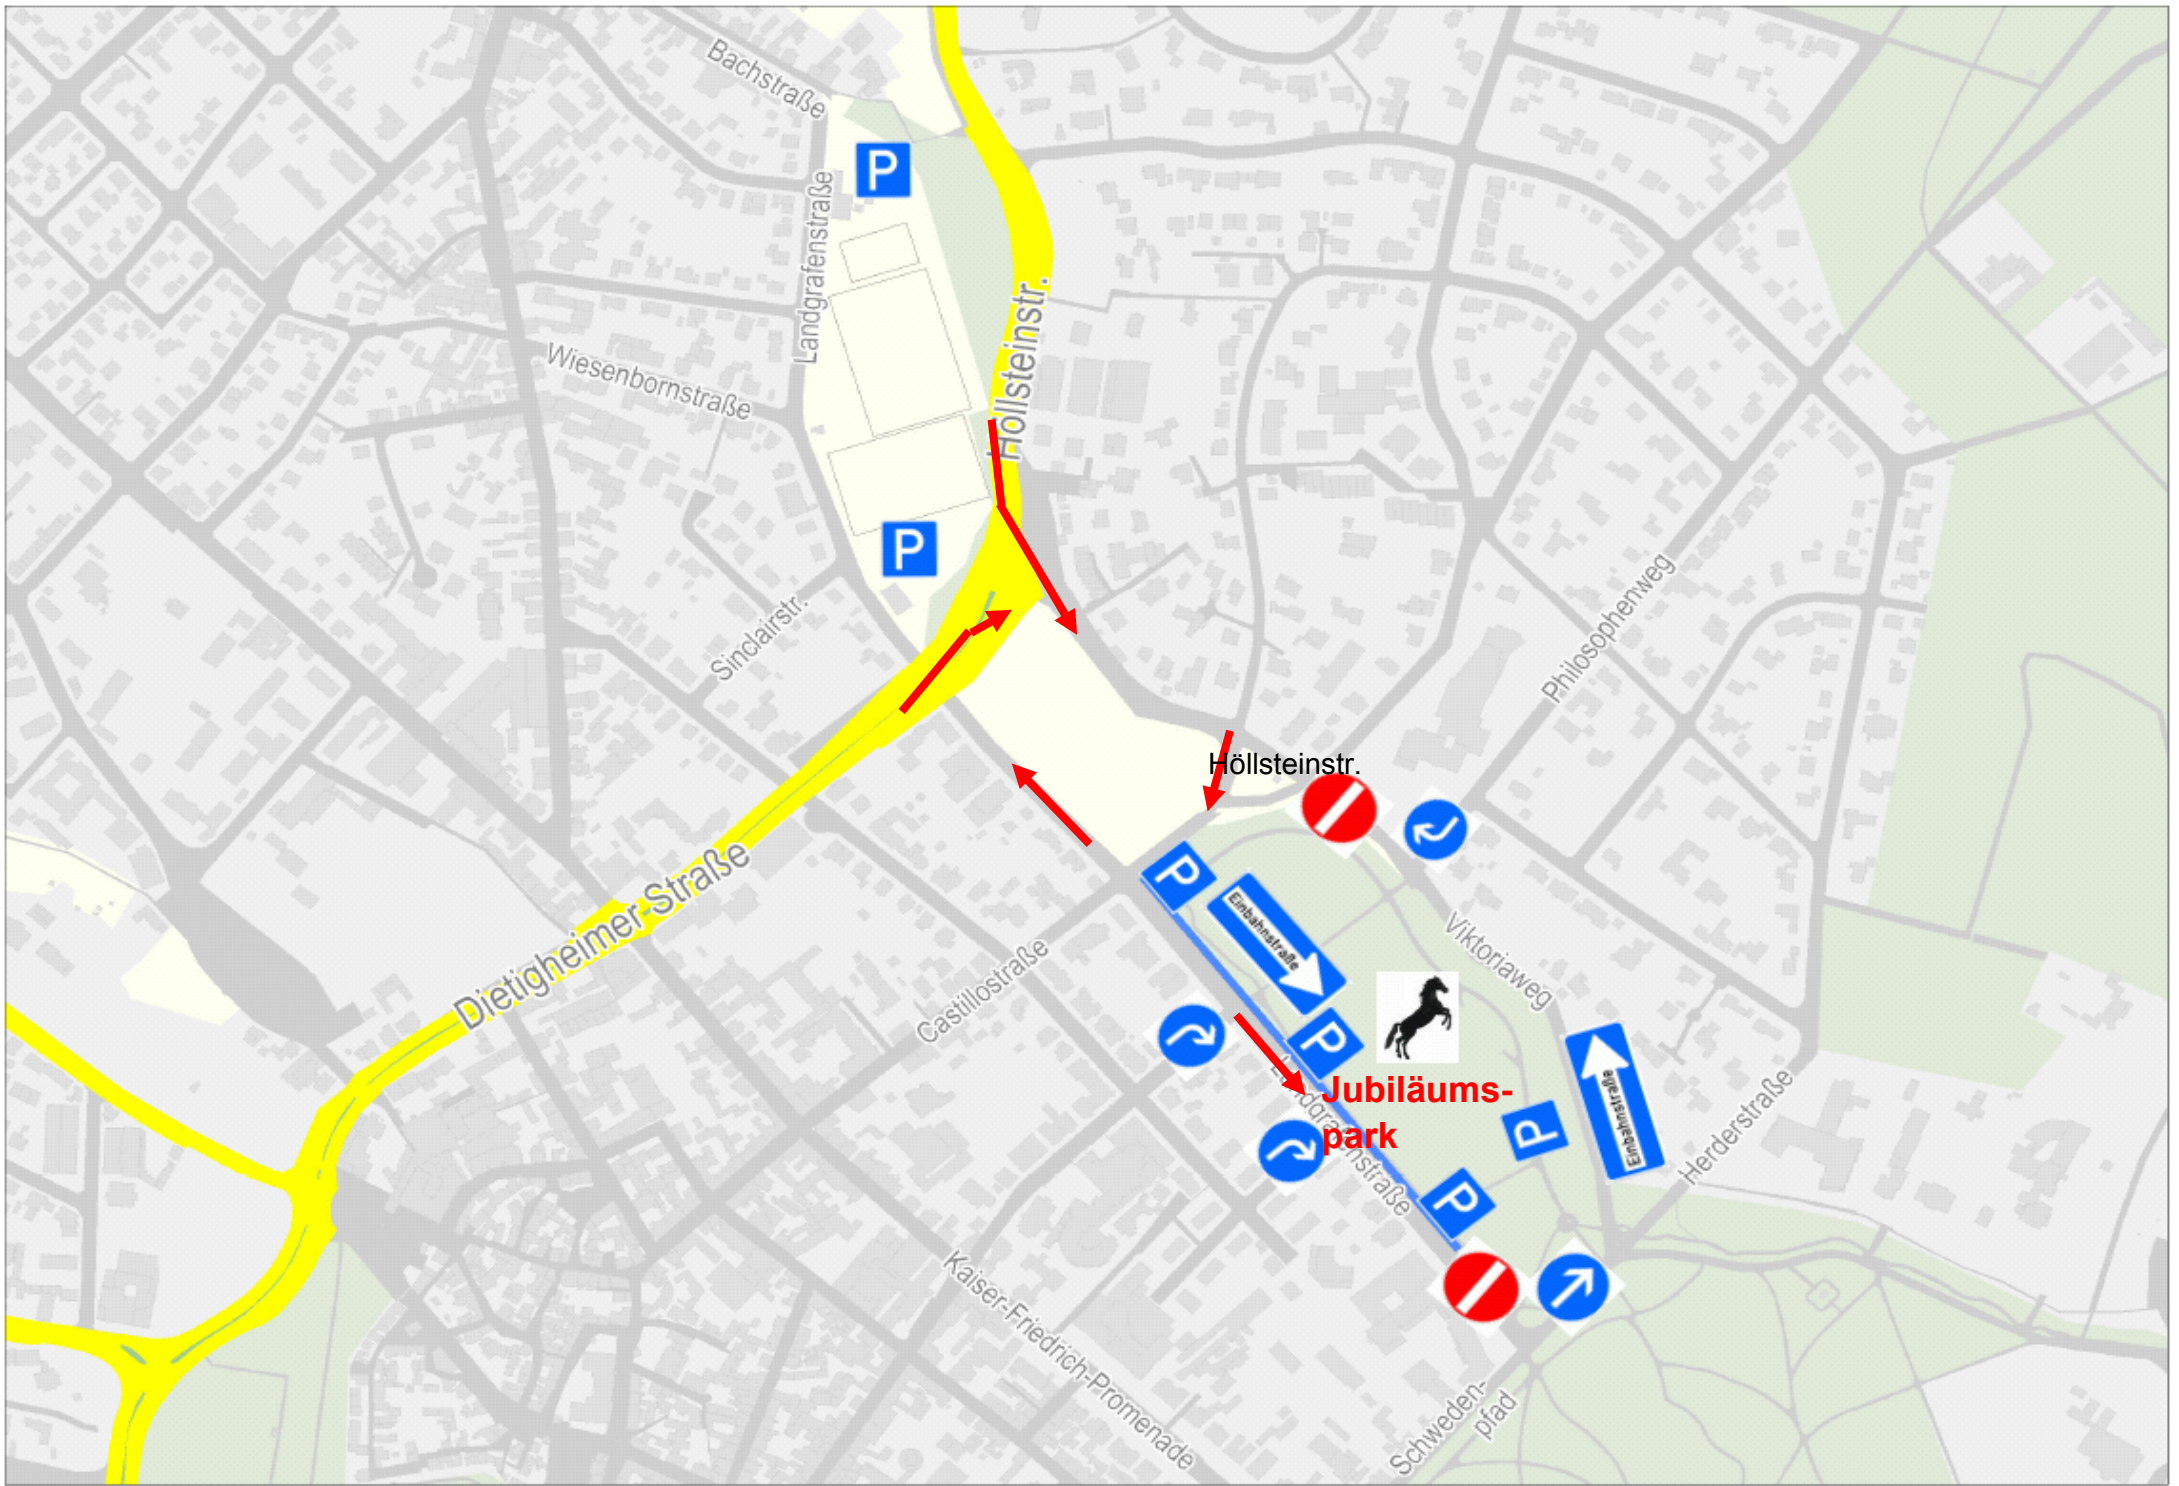 Bachstraße
P
Landgrafenstraße
Höllsteinstr.
Wiesenbornstraße
P
Sinclairstr.
Philosophenweg
Höllsteinstr.
Dietigheimer Straße
P
Einbahnstraße
Viktoriaweg
Castillostraße
P
Landgrafenstraße
Jubiläums-
park
P
Einbahnstraße
Herderstraße
P
Kaiser-Friedrich-Promenade
Schweden-
pfad